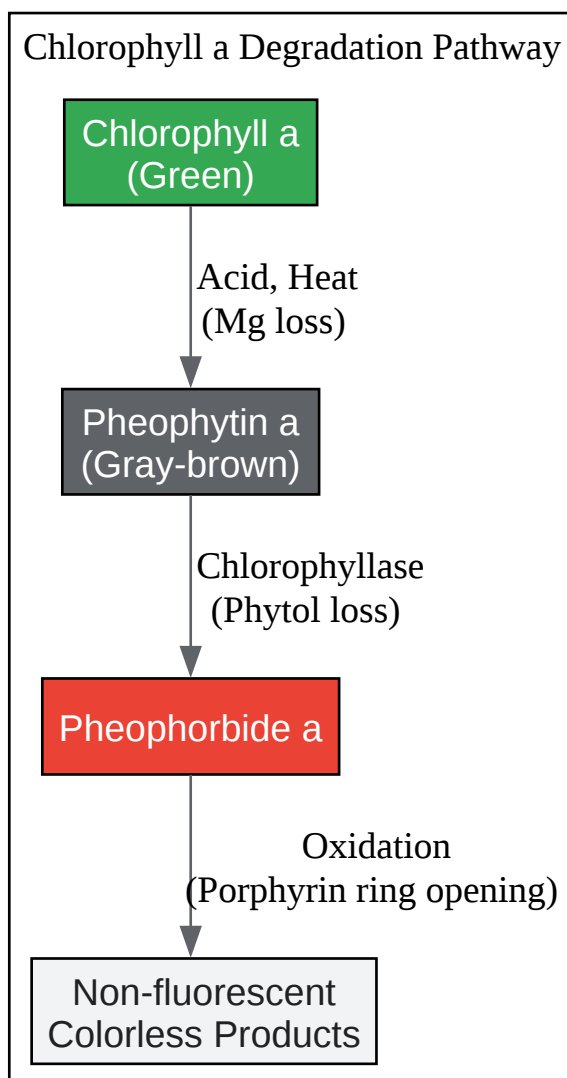 Chlorophyll a Degradation Pathway
Chlorophyll a
(Green)
Acid, Heat
(Mg loss)
Pheophytin a
(Gray-brown)
Chlorophyllase
(Phytol loss)
Pheophorbide a
Oxidation
(Porphyrin ring opening)
Non-fluorescent
Colorless Products